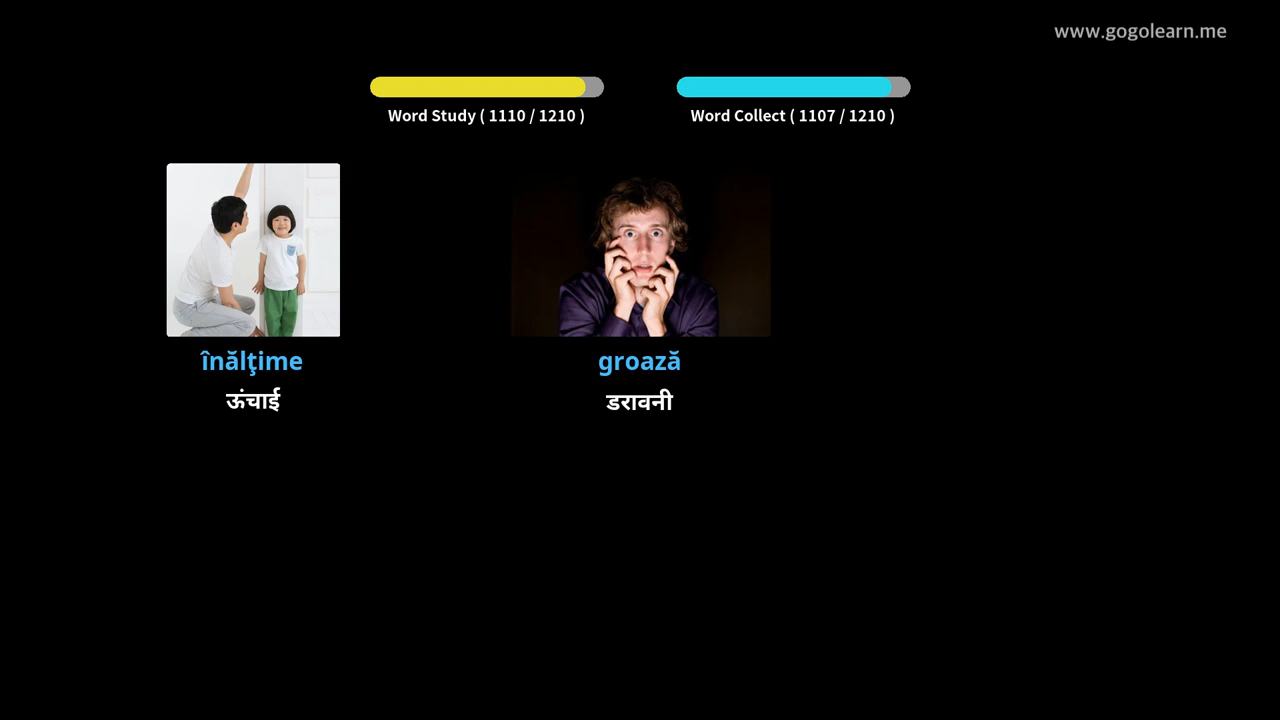 www.gogolearn.me
Word Study ( 1110 / 1210 )
Word Collect ( 1107 / 1210 )
înălţime
groază
ऊंचाई
डरावनी